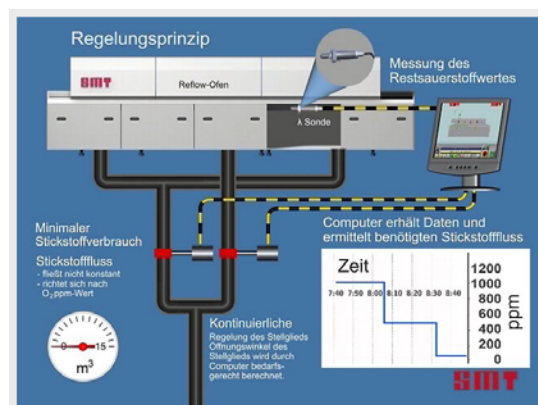 Regelungsprinzip
Messung des
Restsauerstoffwertes
SMT
Reflow-Ofen
λ Sonde
Minimaler
Stickstoffverbrauch
Stickstofffluss
- fließt nicht konstant
- richtet sich nach
O₂ppm-Wert
0 15
m³
Kontinuierliche
Regelung des Stellglieds
Öffnungswinkel des
Stellglieds wird durch
Computer bedarfs-
gerecht berechnet.
Computer erhält Daten und
ermittelt benötigten Stickstofffluss
Zeit
7:40 7:50 8:00 8:10 8:20 8:30 8:40
1200
1000
800
600
400
200
0
ppm
SMT